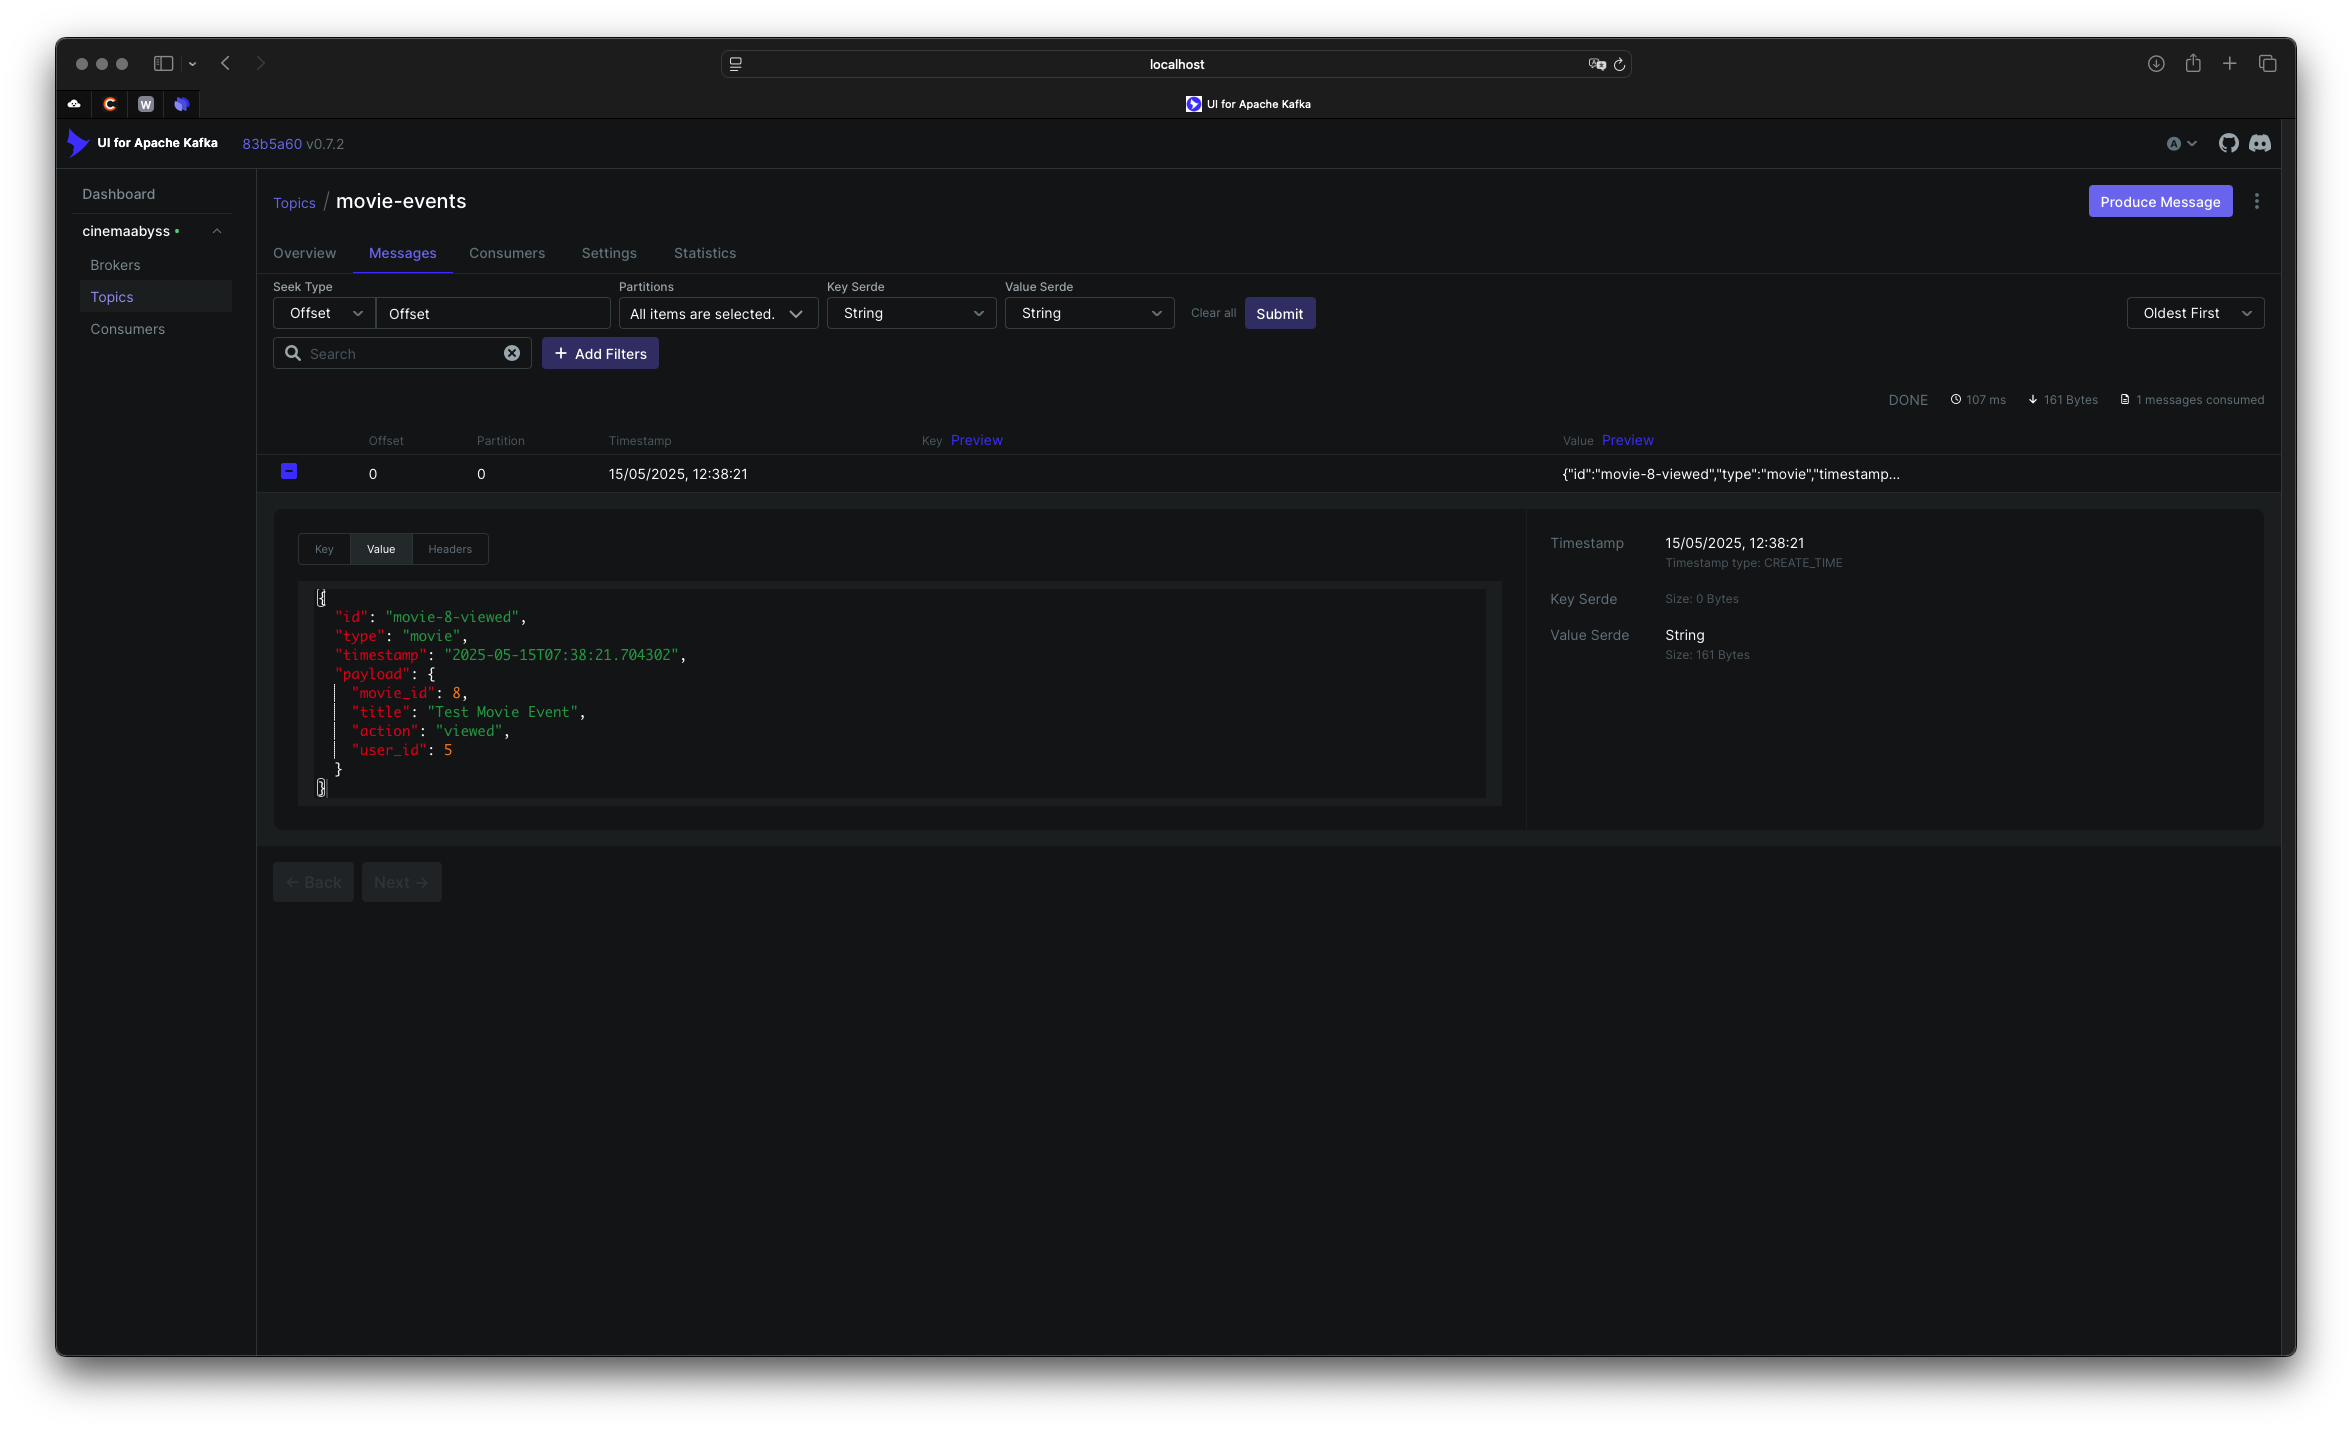 localhost
C
W
UI for Apache Kafka
UI for Apache Kafka 83b5a60 v0.7.2
A
Dashboard
cinemaabyss
Brokers
Topics
Consumers
Topics / movie-events
Produce Message
Overview Messages Consumers Settings Statistics
Seek Type Partitions Key Serde Value Serde
Offset Offset All items are selected. String String Clear all Submit Oldest First
Search Add Filters
DONE 107 ms 161 Bytes 1 messages consumed
Offset Partition Timestamp Key Preview Value Preview
0 0 15/05/2025, 12:38:21 {"id":"movie-8-viewed","type":"movie","timestamp...
Key Value Headers
{
"id": "movie-8-viewed",
"type": "movie",
"timestamp": "2025-05-15T07:38:21.704302",
"payload": {
"movie_id": 8,
"title": "Test Movie Event",
"action": "viewed",
"user_id": 5
}
}
Timestamp 15/05/2025, 12:38:21
Timestamp type: CREATE_TIME
Key Serde Size: 0 Bytes
Value Serde String
Size: 161 Bytes
← Back Next →